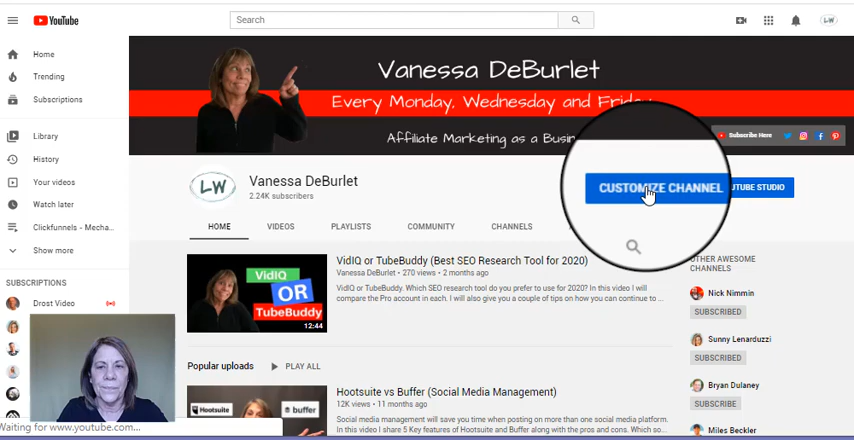 YouTube
Search
LW
Home
Trending
Subscriptions
Library
History
Your videos
Watch later
Clickfunnels - Mecha...
Show more
SUBSCRIPTIONS
Drost Video
Waiting for www.youtube.com...
Vanessa DeBurlet
Every Monday, Wednesday and Friday
Affiliate Marketing as a Busin
Subscribe Here
LW
Vanessa DeBurlet
2.24K subscribers
CUSTOMIZE CHANNEL
UTUBE STUDIO
HOME
VIDEOS
PLAYLISTS
COMMUNITY
CHANNELS
VidIQ
OR
TubeBuddy
12:44
VidIQ or TubeBuddy (Best SEO Research Tool for 2020)
Vanessa DeBurlet • 270 views • 2 months ago
VidIQ or TubeBuddy. Which SEO research tool do you prefer to use for 2020? In this video I will
compare the Pro account in each. I will also give you a couple of tips on how you can continue to ...
Popular uploads
PLAY ALL
Hootsuite
buffer
Hootsuite vs Buffer (Social Media Management)
12K views • 11 months ago
Social media management will save you time when posting on more than one social media platform.
In this video I share 5 Key features of Hootsuite and Buffer along with the pros and cons. Which so...
OTHER AWESOME
CHANNELS
Nick Nimmin
SUBSCRIBED
Sunny Lenarduzzi
SUBSCRIBED
Bryan Dulaney
SUBSCRIBE
Miles Beckler